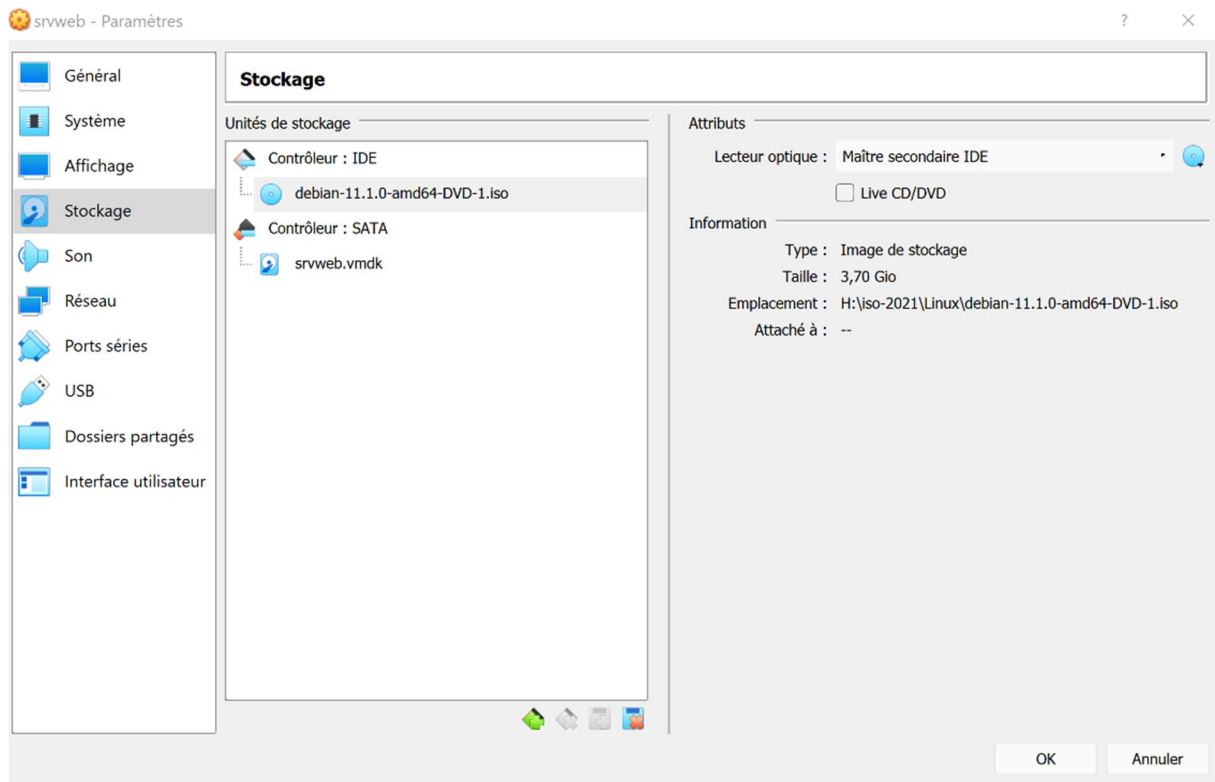 srvweb - Paramètres
?
Général
Système
Affichage
Stockage
Son
Réseau
Ports séries
USB
Dossiers partagés
Interface utilisateur
Stockage
Unités de stockage
Contrôleur : IDE
debian-11.1.0-amd64-DVD-1.iso
Contrôleur : SATA
srvweb.vmdk
Attributs
Lecteur optique : Maître secondaire IDE
Live CD/DVD
Information
Type : Image de stockage
Taille : 3,70 Gio
Emplacement : H:\iso-2021\Linux\debian-11.1.0-amd64-DVD-1.iso
Attaché à : --
OK
Annuler